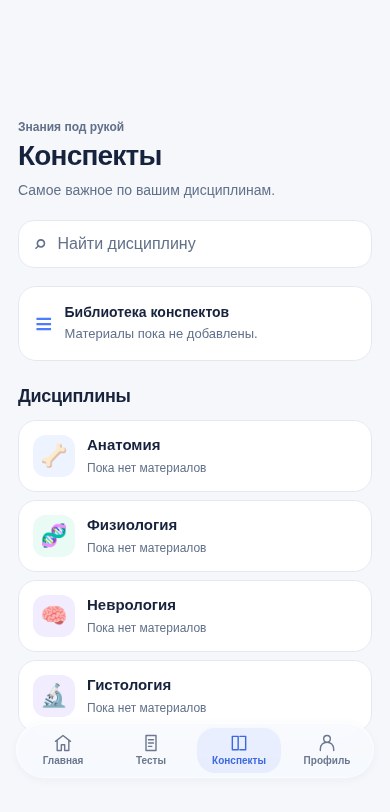 Знания под рукой
Конспекты
Самое важное по вашим дисциплинам.
Найти дисциплину
Библиотека конспектов
Материалы пока не добавлены.
Дисциплины
Анатомия
Пока нет материалов
Физиология
Пока нет материалов
Неврология
Пока нет материалов
Гистология
Пока нет материалов
Главная
Тесты
Конспекты
Профиль